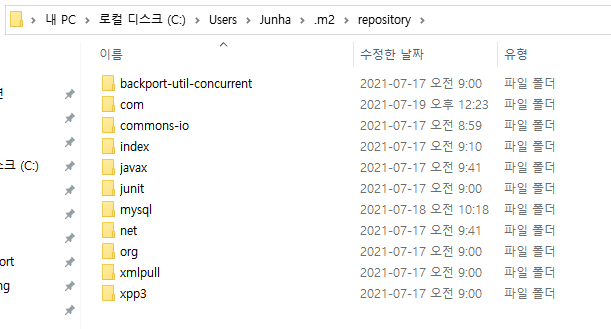 내 PC > 로컬 디스크 (C:) > Users > Junha > .m2 > repository >
이름 수정한 날짜 유형
backport-util-concurrent 2021-07-17 오전 9:00 파일 폴더
com 2021-07-19 오후 12:23 파일 폴더
commons-io 2021-07-17 오전 8:59 파일 폴더
index 2021-07-17 오전 9:10 파일 폴더
javax 2021-07-17 오전 9:41 파일 폴더
junit 2021-07-17 오전 9:00 파일 폴더
mysql 2021-07-18 오전 10:18 파일 폴더
net 2021-07-17 오전 9:41 파일 폴더
org 2021-07-17 오전 9:00 파일 폴더
xmlpull 2021-07-17 오전 9:00 파일 폴더
xpp3 2021-07-17 오전 9:00 파일 폴더
스크 (C:)
ort
ng